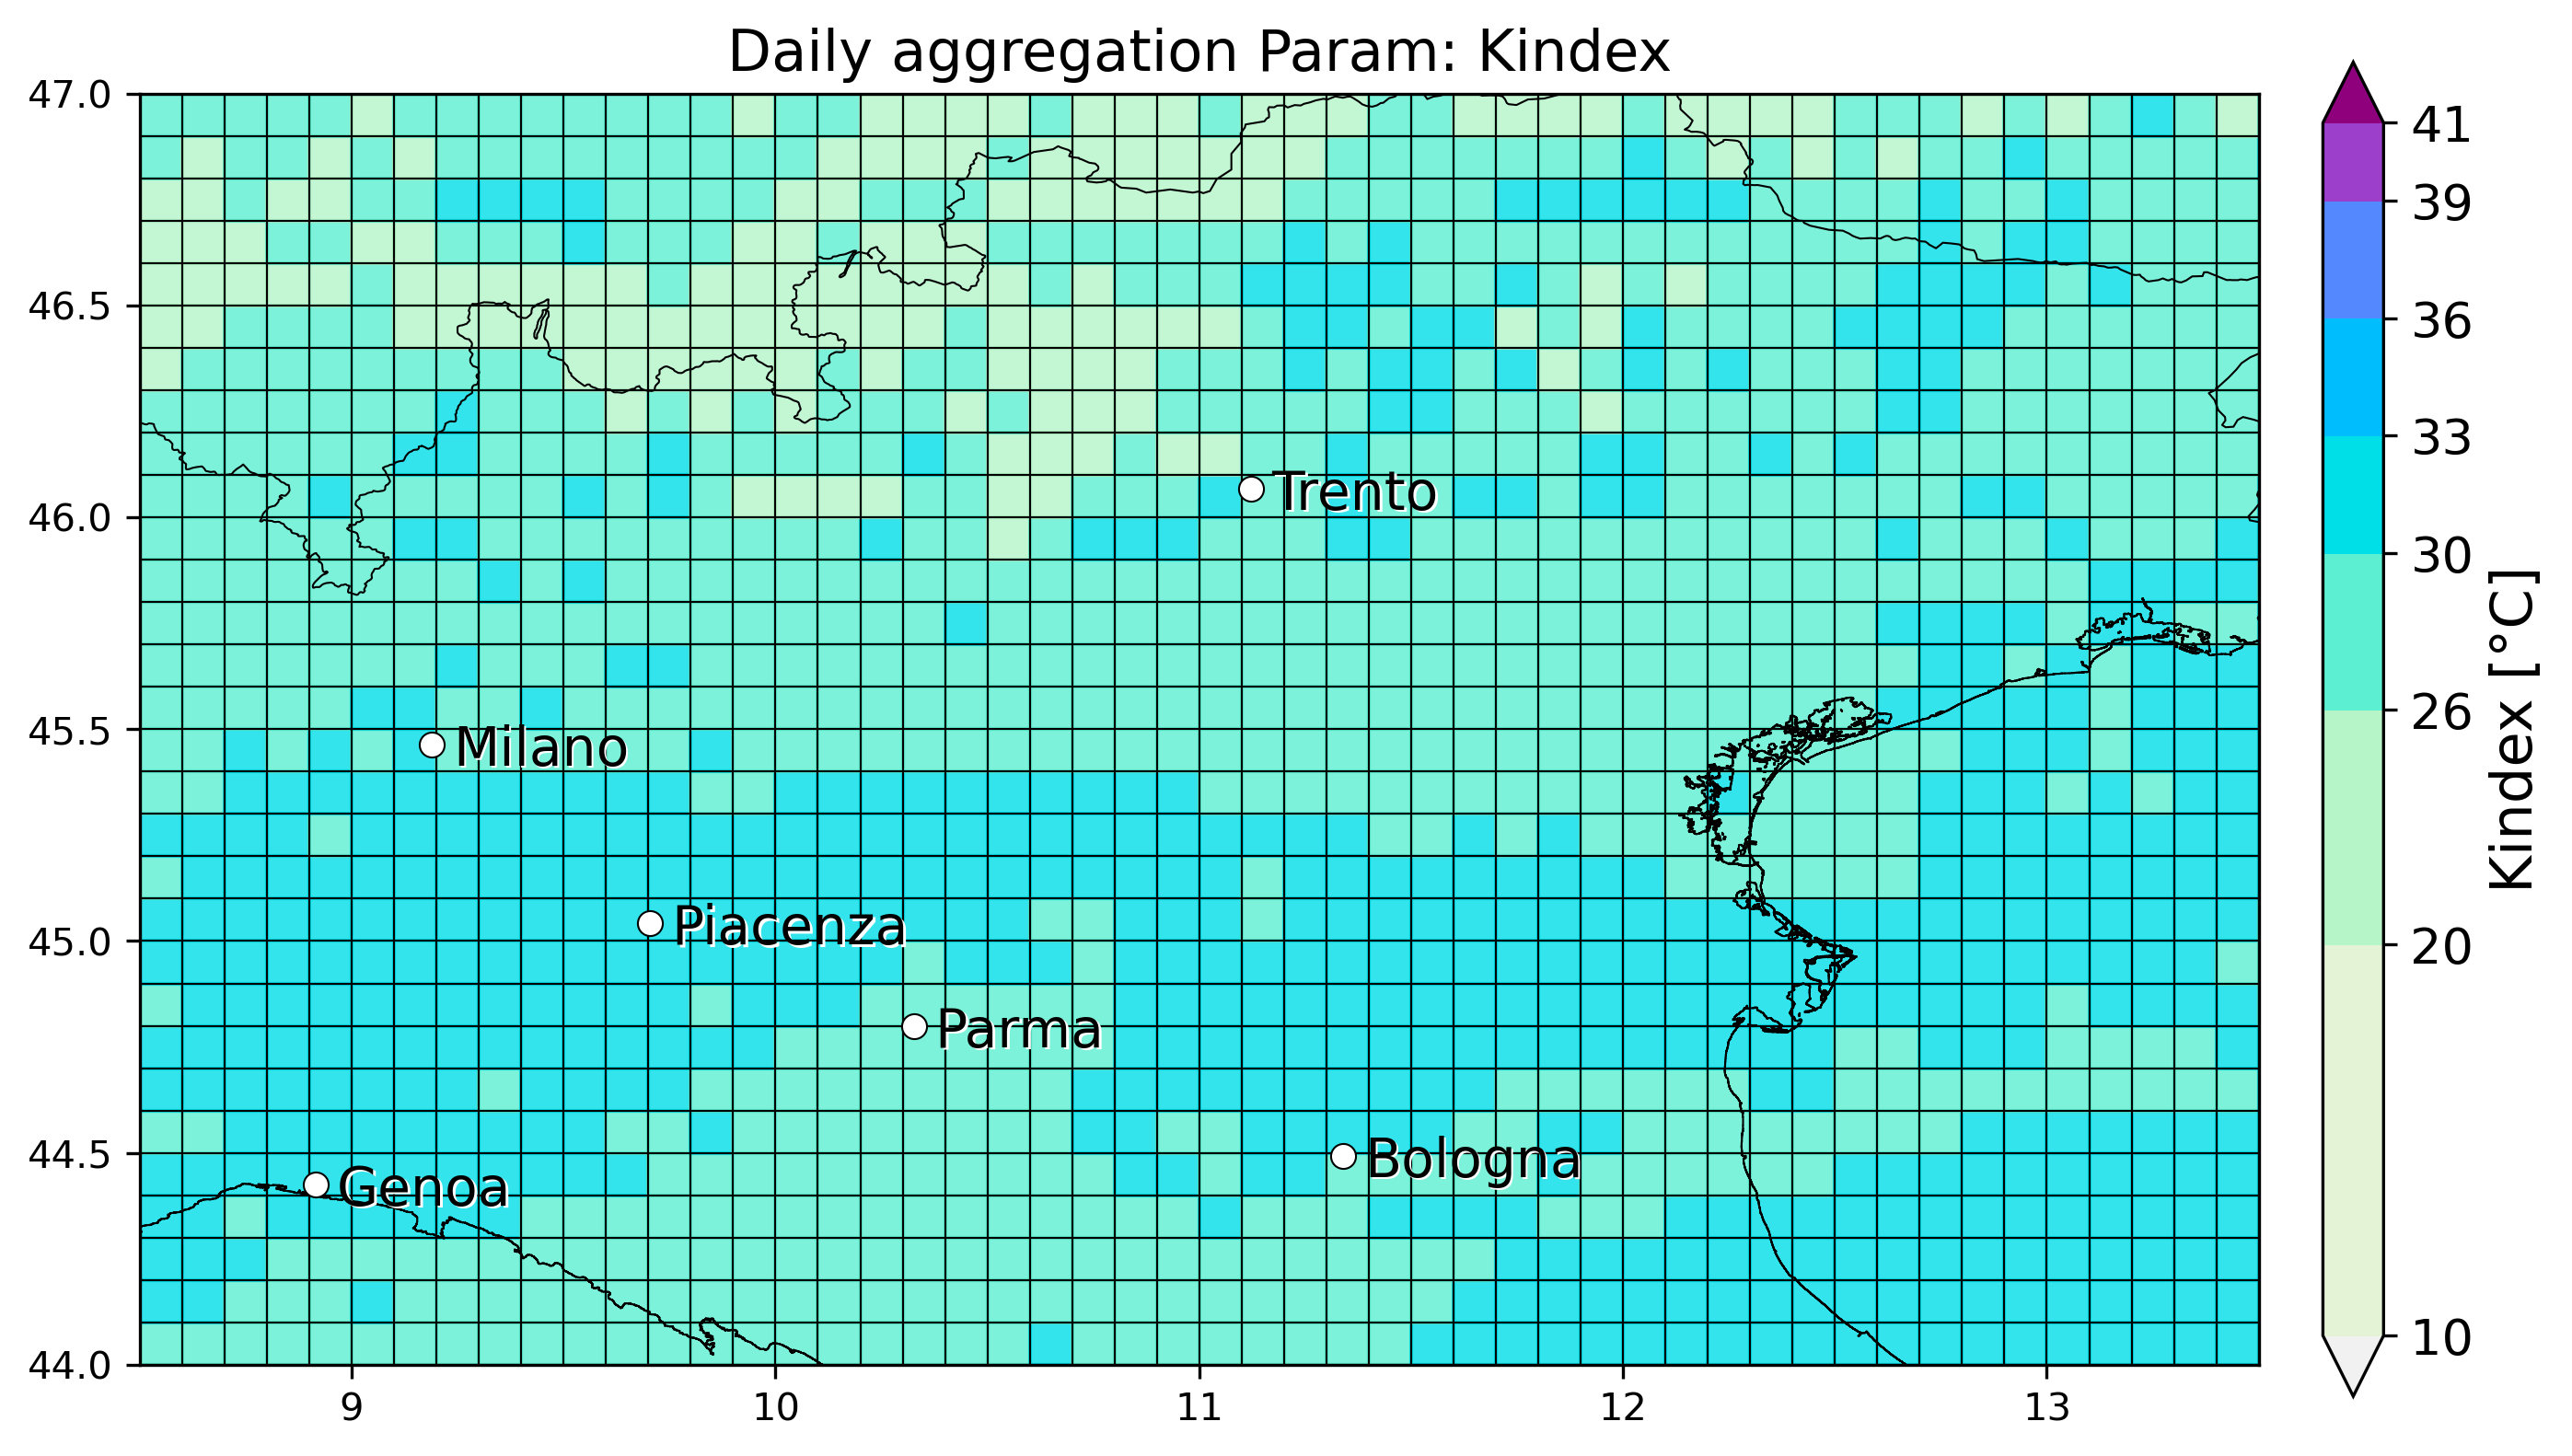 Daily aggregation Param: Kindex
47.0
46.5
46.0
45.5
45.0
44.5
44.0
9
10
11
12
13
Trento
Milano
Piacenza
Parma
Bologna
Genoa
41
39
36
33
30
26
20
10
Kindex [°C]